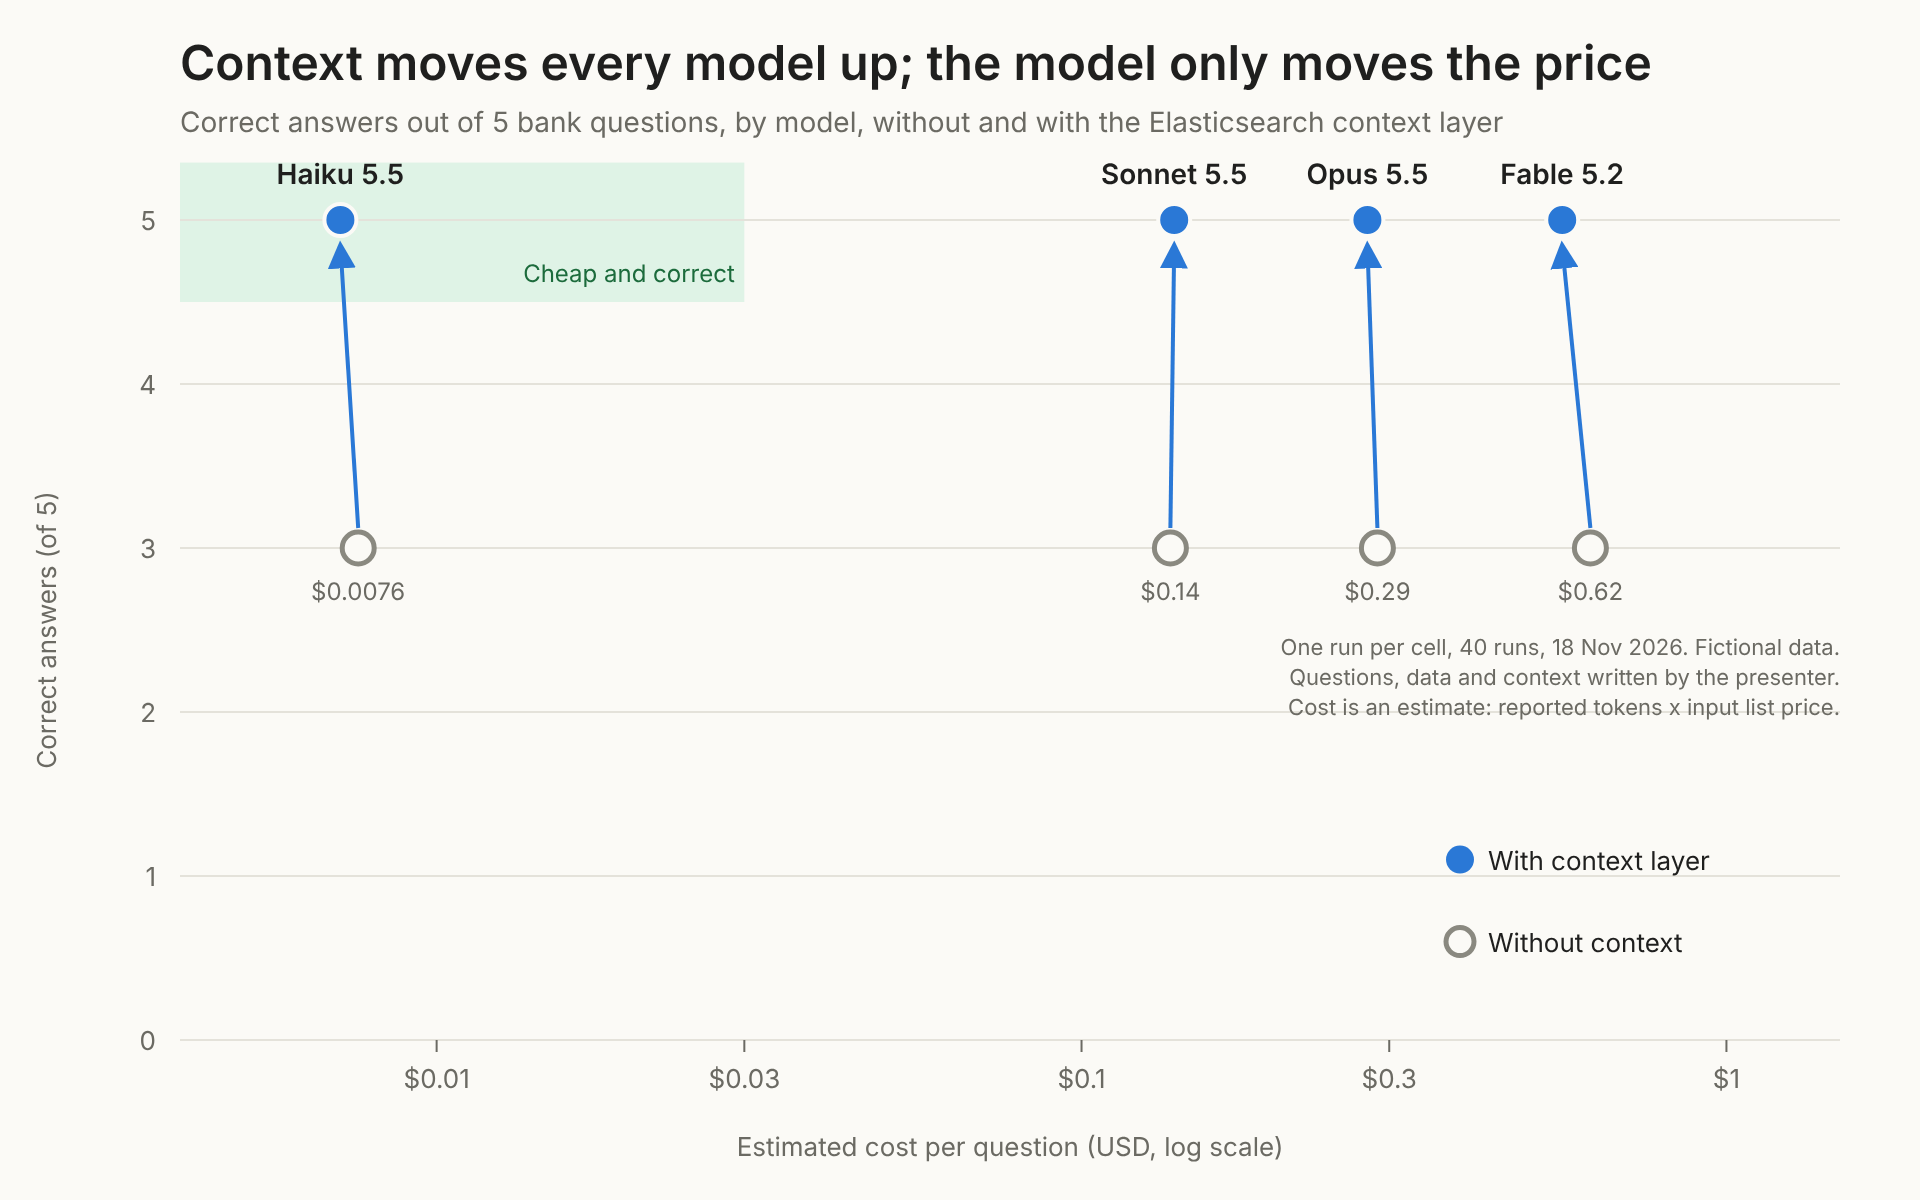 Context moves every model up; the model only moves the price
Correct answers out of 5 bank questions, by model, without and with the Elasticsearch context layer
Haiku 5.5
Sonnet 5.5
Opus 5.5
Fable 5.2
5
Cheap and correct
4
3
$0.0076
$0.14
$0.29
$0.62
One run per cell, 40 runs, 18 Nov 2026. Fictional data.
Questions, data and context written by the presenter.
Cost is an estimate: reported tokens x input list price.
2
Correct answers (of 5)
1
With context layer
Without context
0
$0.01
$0.03
$0.1
$0.3
$1
Estimated cost per question (USD, log scale)